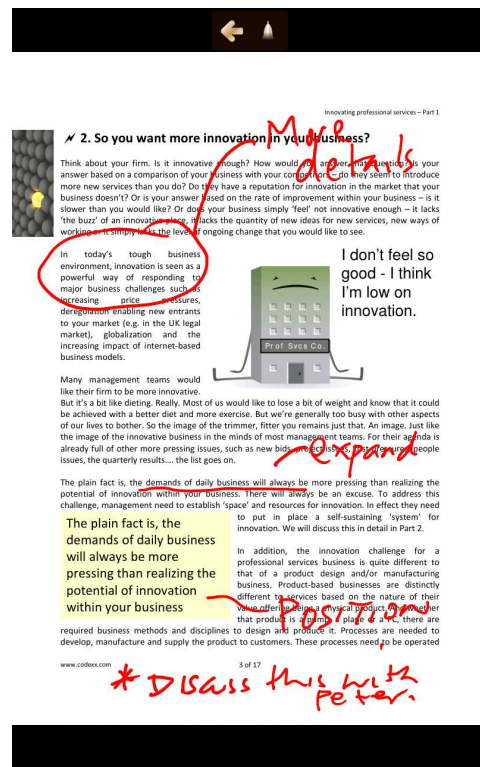 Innovating professional services – Part 1
2. So you want more innovation in your business?
More
details
Think about your firm. Is it innovative enough? How would you answer that question? Is your
answer based on a comparison of your business with your competitors – do they seem to introduce
more new services than you do? Do they have a reputation for innovation in the market that your
business doesn't? Or is your answer based on the rate of improvement within your business – is it
slower than you would like? Or does your business simply 'feel' not innovative enough – it lacks
'the buzz' of an innovative place, it lacks the quantity of new ideas for new services, new ways of
working or it simply lacks the level of ongoing change that you would like to see.
In today's tough business
environment, innovation is seen as a
powerful way of responding to
major business challenges such as
increasing price pressures,
deregulation enabling new entrants
to your market (e.g. in the UK legal
market), globalization and the
increasing impact of internet-based
business models.
I don't feel so
good - I think
I'm low on
innovation.
Prof Svcs Co.
Many management teams would
like their firm to be more innovative.
But it's a bit like dieting. Really. Most of us would like to lose a bit of weight and know that it could
be achieved with a better diet and more exercise. But we're generally too busy with other aspects
of our lives to bother. So the image of the trimmer, fitter you remains just that. An image. Just like
the image of the innovative business in the minds of most management teams. For their agenda is
already full of other more pressing issues, such as new bids, project issues, cost pressures, people
issues, the quarterly results.... the list goes on.
expand
The plain fact is, the demands of daily business will always be more pressing than realizing the
potential of innovation within your business. There will always be an excuse. To address this
challenge, management need to establish 'space' and resources for innovation. In effect they need
to put in place a self-sustaining 'system' for
innovation. We will discuss this in detail in Part 2.
The plain fact is, the
demands of daily business
will always be more
pressing than realizing the
potential of innovation
within your business
In addition, the innovation challenge for a
professional services business is quite different to
that of a product design and/or manufacturing
business. Product-based businesses are distinctly
different to services based on the nature of their
value offering being a physical product. And whether
that product is a pump, a plane or a PC, there are
POSITION
required business methods and disciplines to design and produce it. Processes are needed to
develop, manufacture and supply the product to customers. These processes need to be operated
www.codexx.com
3 of 17
* Discuss this with
Peter.